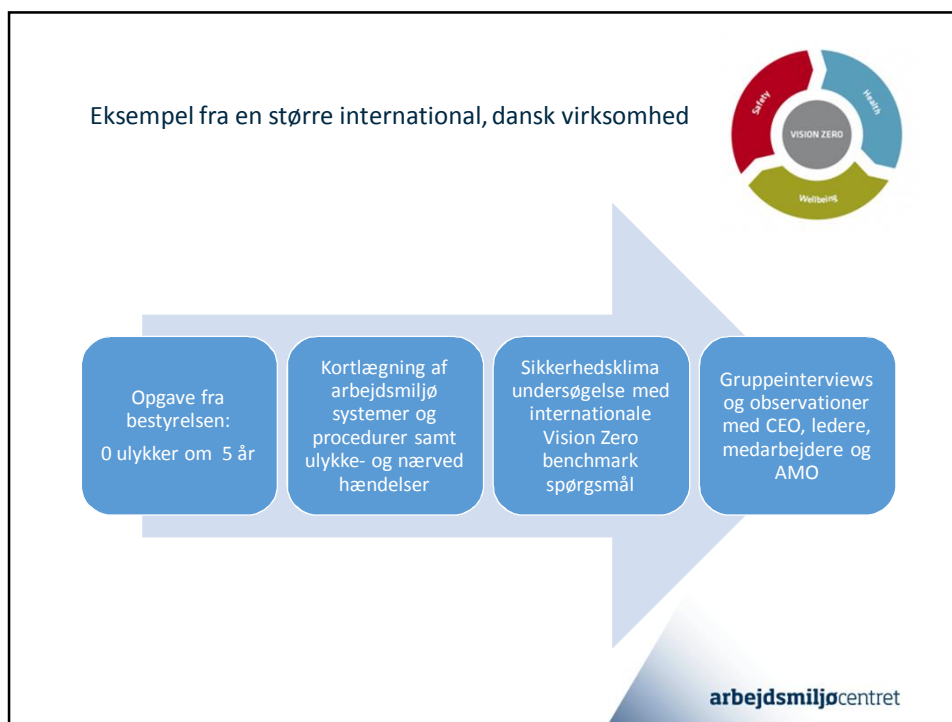 Eksempel fra en større international, dansk virksomhed
Safety
Health
VISION ZERO
Wellbeing
Opgave fra
bestyrelsen:
0 ulykker om 5 år
Kortlægning af
arbejdsmiljø
systemer og
procedurer samt
ulykke- og nærved
hændelser
Sikkerhedsklima
undersøgelse med
internationale
Vision Zero
benchmark
spørgsmål
Gruppeinterviews
og observationer
med CEO, ledere,
medarbejdere og
AMO
arbejdsmiljøcentret